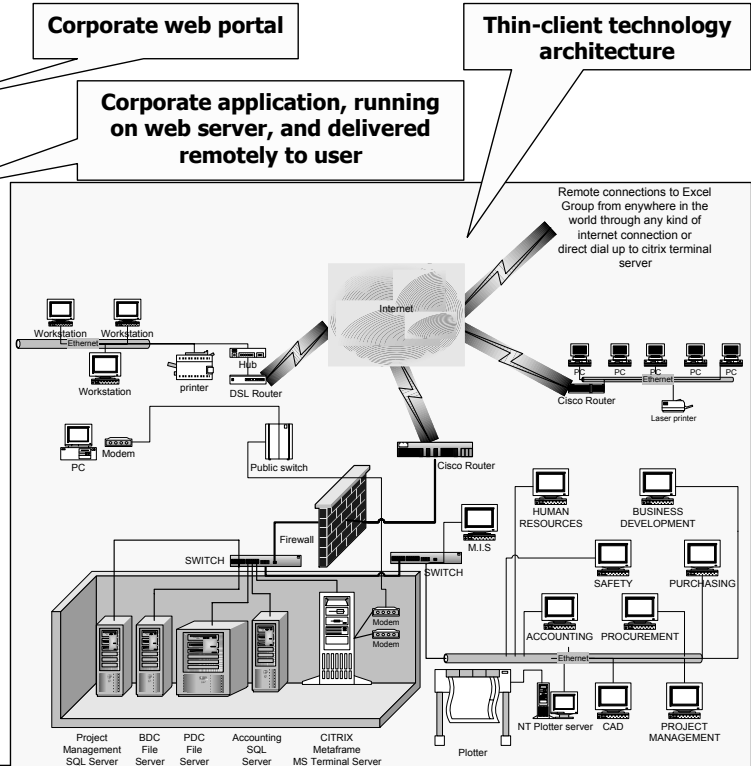 Corporate web portal
Thin-client technology
architecture
Corporate application, running
on web server, and delivered
remotely to user
Remote connections to Excel
Group from enywhere in the
world through any kind of
internet connection or
direct dial up to citrix terminal
server
Internet
Workstation
Workstation
Ethernet
Workstation
printer
Hub
DSL Router
PC
PC
PC
PC
PC
Ethernet
Cisco Router
Laser printer
PC
Modem
Public switch
Cisco Router
Firewall
SWITCH
M.I.S
SWITCH
HUMAN
RESOURCES
BUSINESS
DEVELOPMENT
SAFETY
PURCHASING
ACCOUNTING
PROCUREMENT
Modem
Modem
Ethernet
Plotter
NT Plotter server
CAD
PROJECT
MANAGEMENT
Project
Management
SQL Server
BDC
File
Server
PDC
File
Server
Accounting
SQL
Server
CITRIX
Metaframe
MS Terminal Server